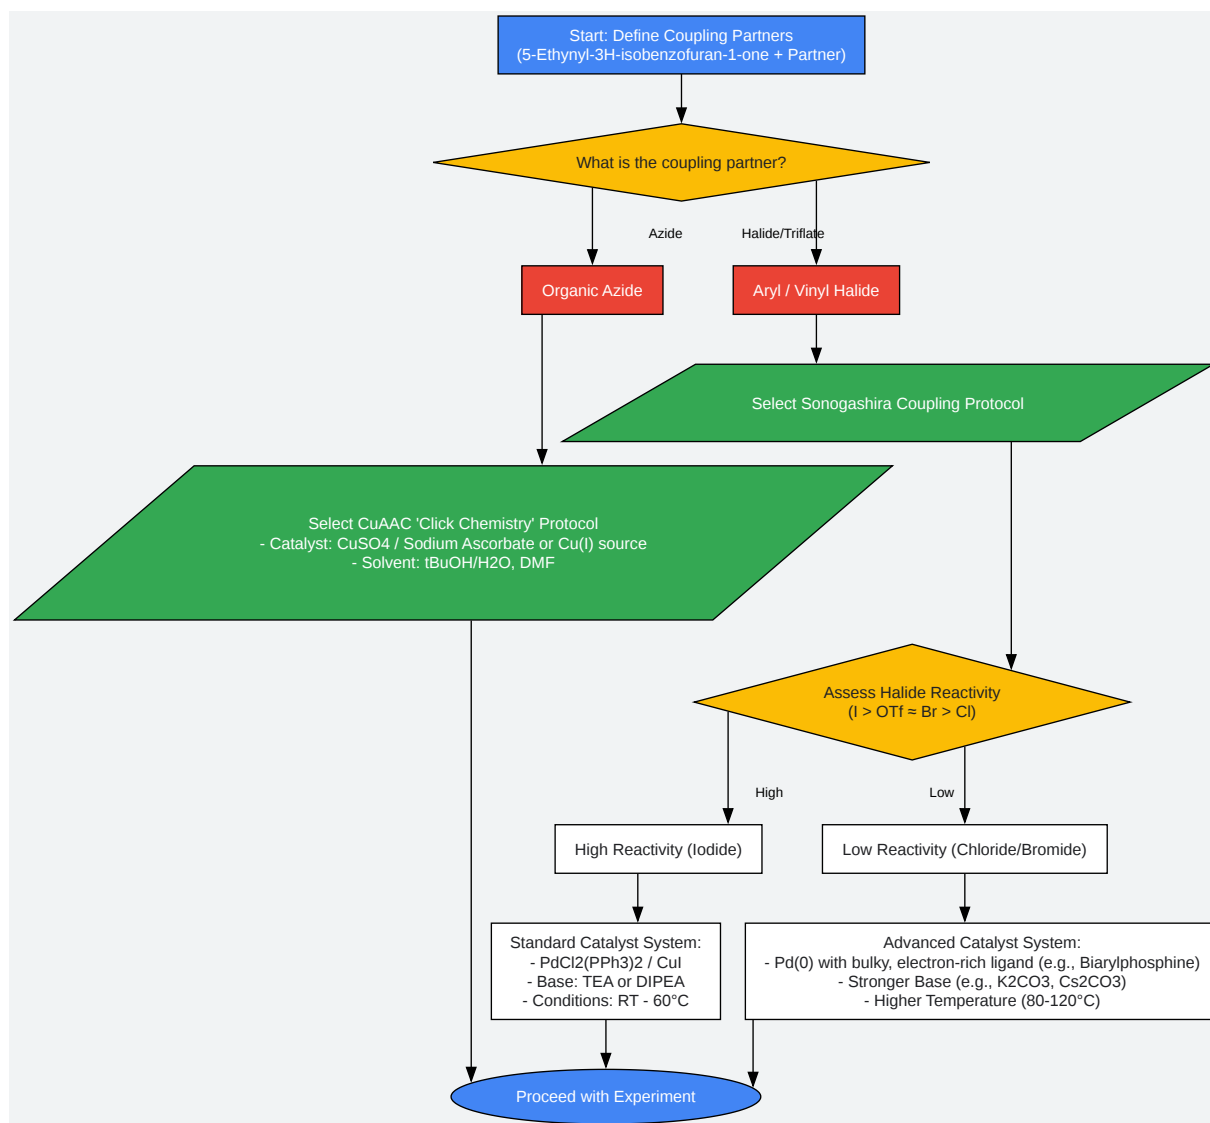 Start: Define Coupling Partners
(5-Ethynyl-3H-isobenzofuran-1-one + Partner)
What is the coupling partner?
Azide
Halide/Triflate
Organic Azide
Aryl / Vinyl Halide
Select Sonogashira Coupling Protocol
Select CuAAC 'Click Chemistry' Protocol
- Catalyst: CuSO4 / Sodium Ascorbate or Cu(I) source
- Solvent: tBuOH/H2O, DMF
Assess Halide Reactivity
(I > OTf ≈ Br > Cl)
High
Low
High Reactivity (Iodide)
Low Reactivity (Chloride/Bromide)
Standard Catalyst System:
- PdCl2(PPh3)2 / CuI
- Base: TEA or DIPEA
- Conditions: RT - 60°C
Advanced Catalyst System:
- Pd(0) with bulky, electron-rich ligand (e.g., Biarylphosphine)
- Stronger Base (e.g., K2CO3, Cs2CO3)
- Higher Temperature (80-120°C)
Proceed with Experiment